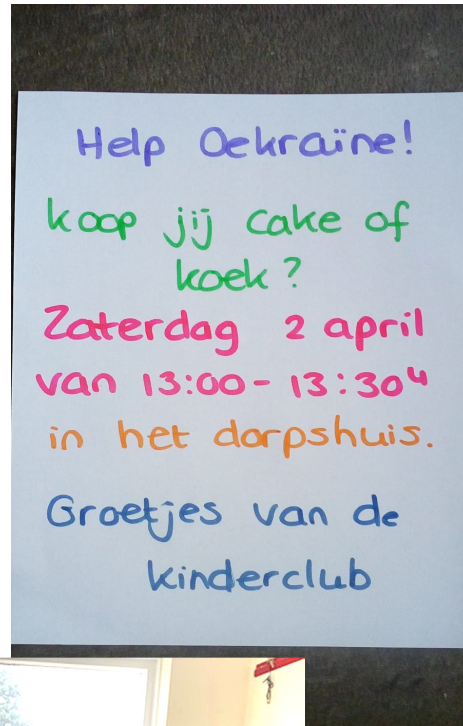 Help Oekraïne!
koop jij cake of
koek?
Zaterdag 2 april
van 13:00 - 13:30u
in het dorpshuis.
Groetjes van de
kinderclub